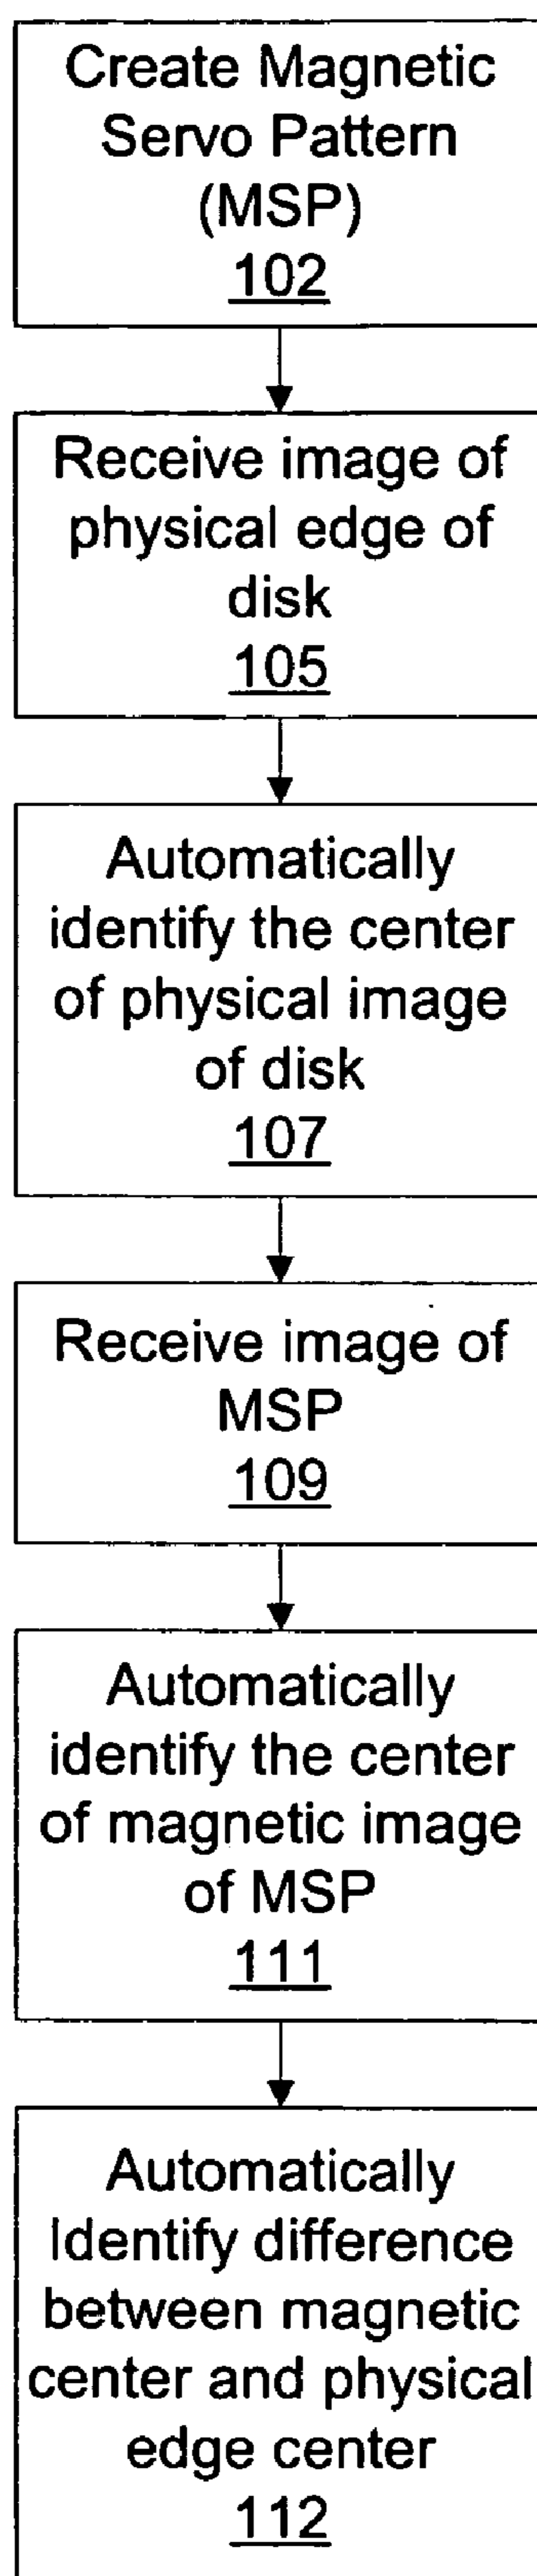 Create Magnetic
Servo Pattern
(MSP)
102
Receive image of
physical edge of
disk
105
Automatically
identify the center
of physical image
of disk
107
Receive image of
MSP
109
Automatically
identify the center
of magnetic image
of MSP
111
Automatically
Identify difference
between magnetic
center and physical
edge center
112